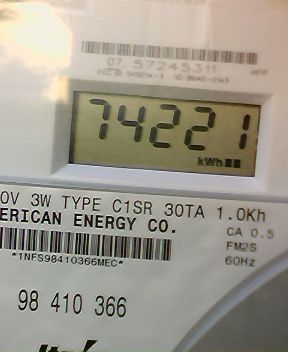 07 57245311
74221
kWh
0V 3W TYPE C1SR 30TA 1.0Kh
ERICAN ENERGY CO.
CA 0.5
FM2S
60Hz
*1NFS98410366MEC*
98 410 366